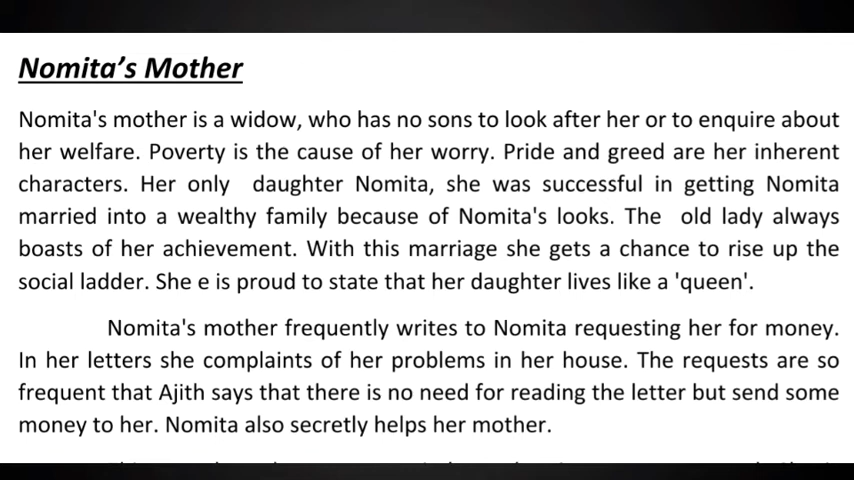 Nomita's Mother
Nomita's mother is a widow, who has no sons to look after her or to enquire about
her welfare. Poverty is the cause of her worry. Pride and greed are her inherent
characters. Her only daughter Nomita, she was successful in getting Nomita
married into a wealthy family because of Nomita's looks. The old lady always
boasts of her achievement. With this marriage she gets a chance to rise up the
social ladder. She e is proud to state that her daughter lives like a 'queen'.
Nomita's mother frequently writes to Nomita requesting her for money.
In her letters she complaints of her problems in her house. The requests are so
frequent that Ajith says that there is no need for reading the letter but send some
money to her. Nomita also secretly helps her mother.